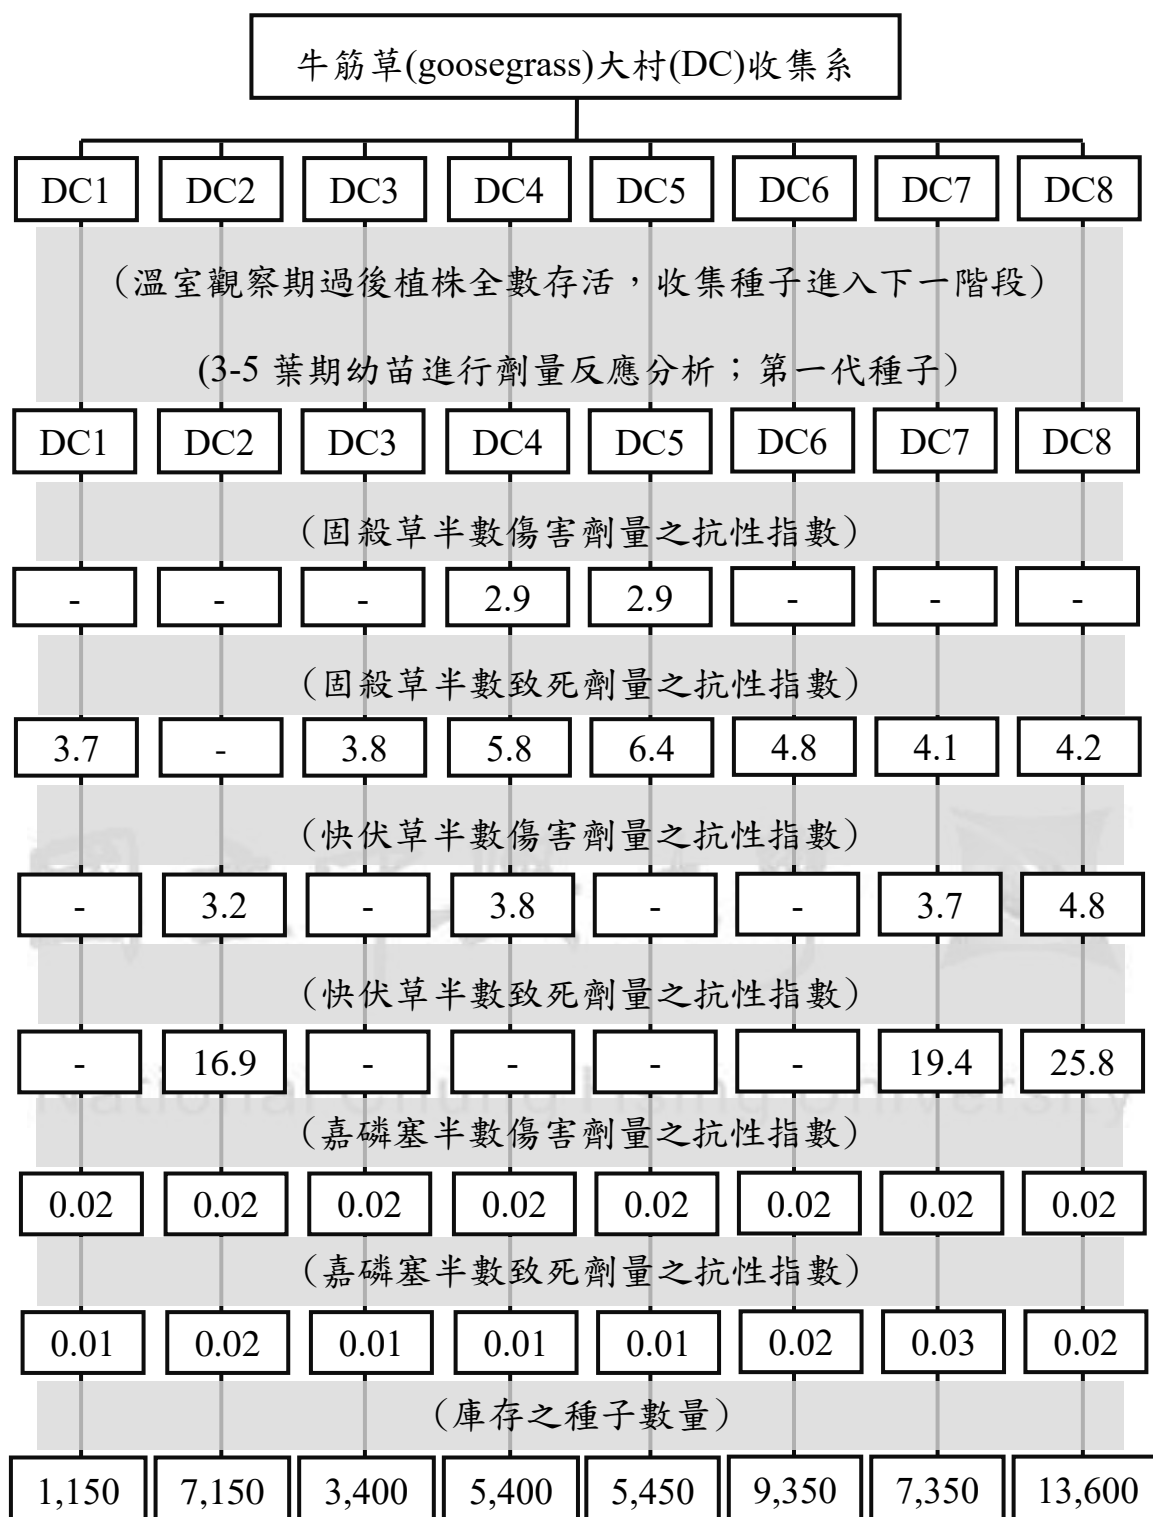 牛筋草(goosegrass)大村(DC)收集系
DC1 DC2 DC3 DC4 DC5 DC6 DC7 DC8
（溫室觀察期過後植株全數存活，收集種子進入下一階段）
(3-5 葉期幼苗進行劑量反應分析；第一代種子）
DC1 DC2 DC3 DC4 DC5 DC6 DC7 DC8
（固殺草半數傷害劑量之抗性指數）
- - - 2.9 2.9 - - -
（固殺草半數致死劑量之抗性指數）
3.7 - 3.8 5.8 6.4 4.8 4.1 4.2
（快伏草半數傷害劑量之抗性指數）
- 3.2 - 3.8 - - 3.7 4.8
（快伏草半數致死劑量之抗性指數）
- 16.9 - - - - 19.4 25.8
National Chung Hsing University
（嘉磷塞半數傷害劑量之抗性指數）
0.02 0.02 0.02 0.02 0.02 0.02 0.02 0.02
（嘉磷塞半數致死劑量之抗性指數）
0.01 0.02 0.01 0.01 0.01 0.02 0.03 0.02
（庫存之種子數量）
1,150 7,150 3,400 5,400 5,450 9,350 7,350 13,600